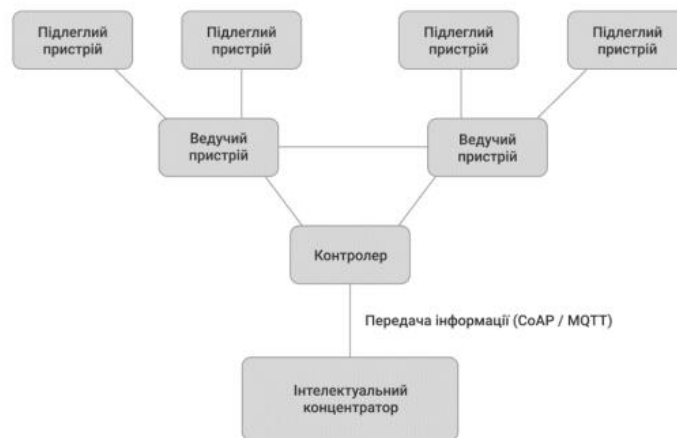 Підлеглий
пристрій
Підлеглий
пристрій
Підлеглий
пристрій
Підлеглий
пристрій
Ведучий
пристрій
Ведучий
пристрій
Контролер
Передача інформації (CoAP / MQTT)
Інтелектуальний
концентратор